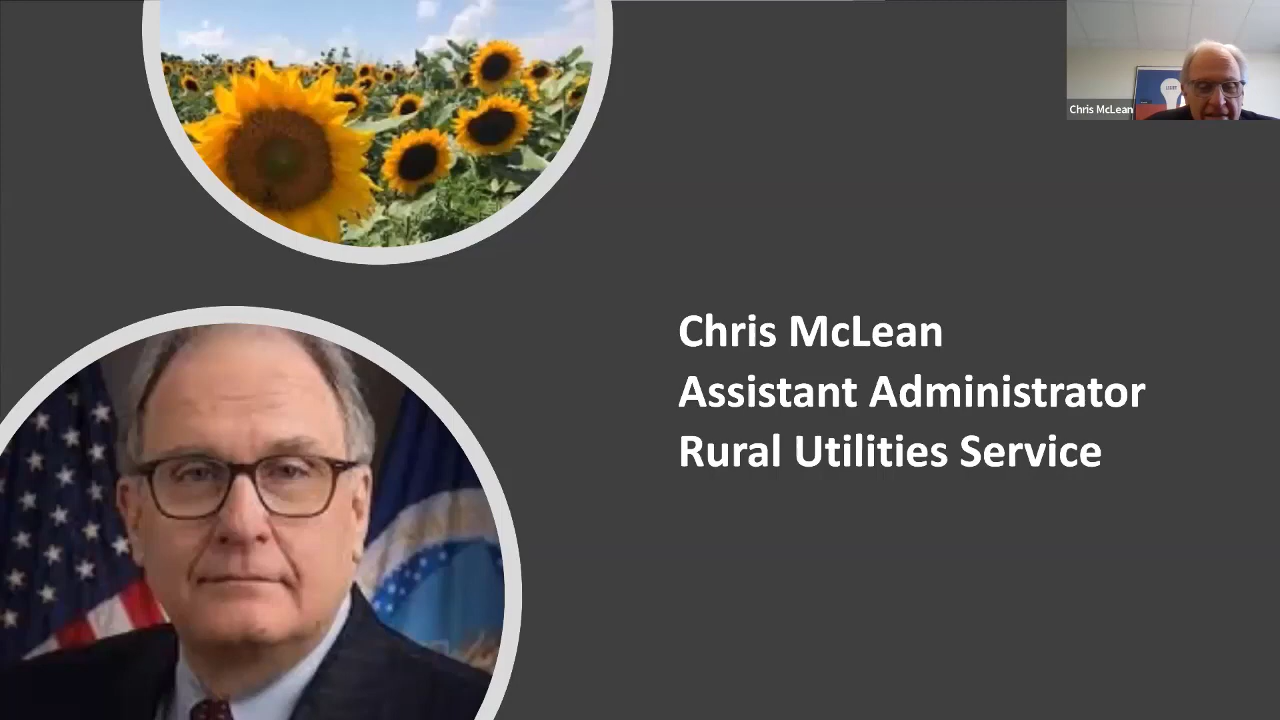 Chris McLean
Chris McLean
Assistant Administrator
Rural Utilities Service